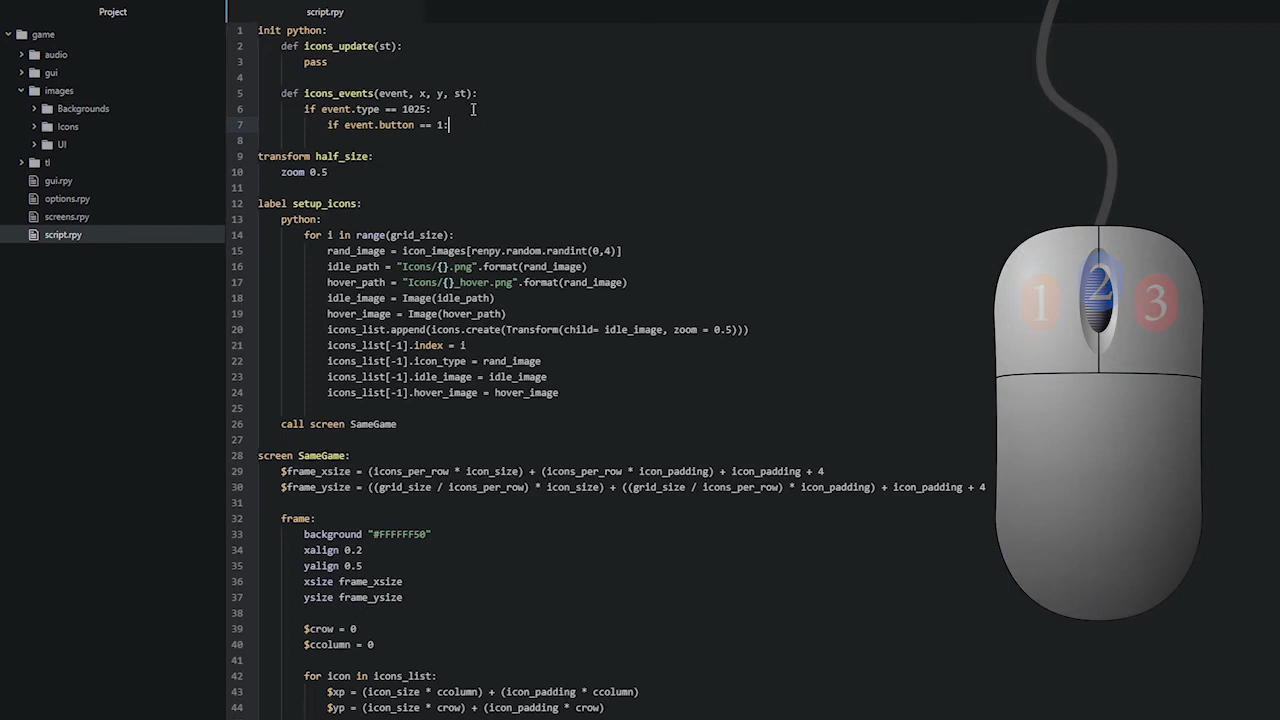 Project
game
audio
gui
images
Backgrounds
Icons
UI
tl
gui.rpy
options.rpy
screens.rpy
script.rpy
script.rpy
1 init python:
2 def icons_update(st):
3 pass
4
5 def icons_events(event, x, y, st):
6 if event.type == 1025:
7 if event.button == 1:
8
9 transform half_size:
10 zoom 0.5
11
12 label setup_icons:
13 python:
14 for i in range(grid_size):
15 rand_image = icon_images[renpy.random.randint(0,4)]
16 idle_path = "Icons/{}.png".format(rand_image)
17 hover_path = "Icons/{}_hover.png".format(rand_image)
18 idle_image = Image(idle_path)
19 hover_image = Image(hover_path)
20 icons_list.append(icons.create(Transform(child= idle_image, zoom = 0.5)))
21 icons_list[-1].index = i
22 icons_list[-1].icon_type = rand_image
23 icons_list[-1].idle_image = idle_image
24 icons_list[-1].hover_image = hover_image
25
26 call screen SameGame
27
28 screen SameGame:
29 $frame_xsize = (icons_per_row * icon_size) + (icons_per_row * icon_padding) + icon_padding + 4
30 $frame_ysize = ((grid_size / icons_per_row) * icon_size) + ((grid_size / icons_per_row) * icon_padding) + icon_padding + 4
31
32 frame:
33 background "#FFFFFF50"
34 xalign 0.2
35 yalign 0.5
36 xsize frame_xsize
37 ysize frame_ysize
38
39 $crow = 0
40 $ccolumn = 0
41
42 for icon in icons_list:
43 $xp = (icon_size * ccolumn) + (icon_padding * ccolumn)
44 $yp = (icon_size * crow) + (icon_padding * crow)
1 2 3